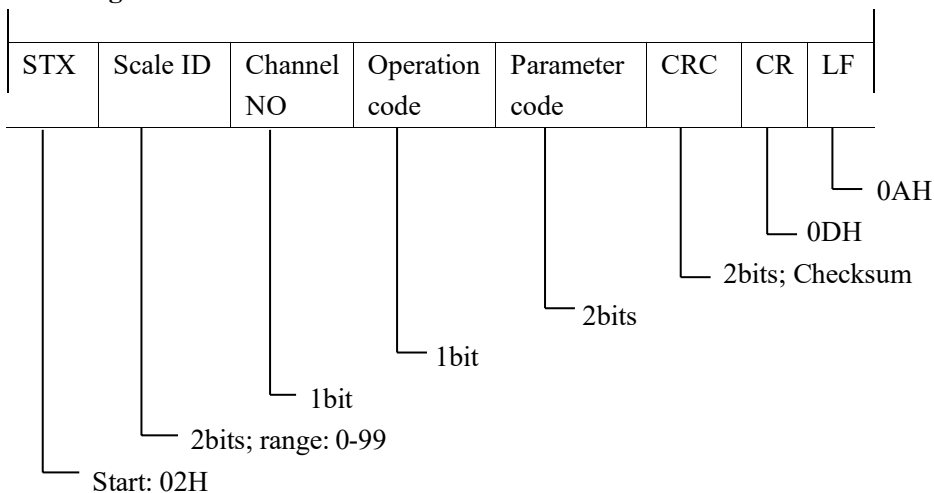 STX Scale ID Channel NO Operation code Parameter code CRC CR LF
0AH
0DH
2bits; Checksum
2bits
1bit
1bit
2bits; range: 0-99
Start: 02H